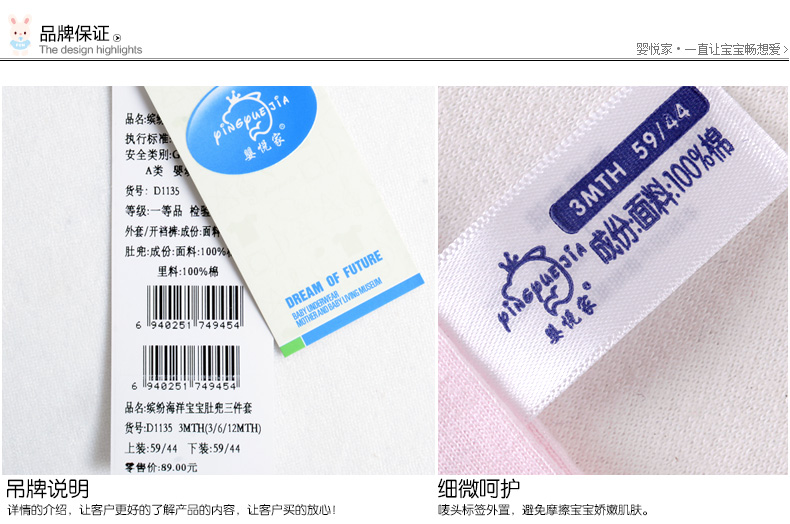 品牌保证
The design highlights
婴悦家·一直让宝宝畅想爱
品名:缤
执行标准:
安全类别:G
A类 婴
货号: D1135
等级:一等品 检验
外套/开裆裤:成份:面料
肚兜:成份:面料:100%
里料:100%棉
6 940251 749454
6 940251 749454
品名:缤纷海洋宝宝肚兜三件套
货号:D1135 3MTH(3/6/12MTH)
上装:59/44 下装:59/44
零售价:89.00元
PINGYUEJIA
婴悦家
DREAM OF FUTURE
BABY UNDERWEAR
MOTHER AND BABY LIVING MUSEUM
3MTH 59/44
成份:面料:100%棉
PINGYUEJIA
婴悦家
吊牌说明
详情的介绍，让客户更好的了解产品的内容，让客户买的放心!
细微呵护
唛头标签外置，避免摩擦宝宝娇嫩肌肤。